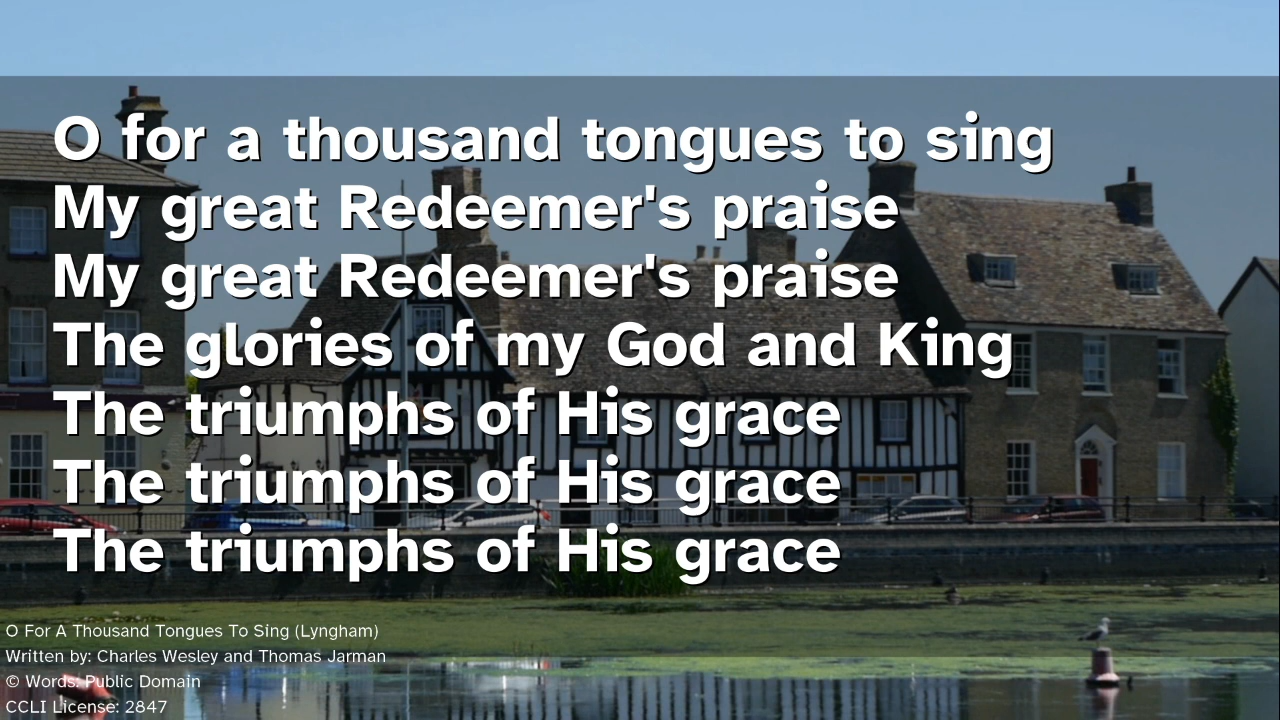 O for a thousand tongues to sing
My great Redeemer's praise
My great Redeemer's praise
The glories of my God and King
The triumphs of His grace
The triumphs of His grace
The triumphs of His grace
O For A Thousand Tongues To Sing (Lyngham)
Written by: Charles Wesley and Thomas Jarman
© Words: Public Domain
CCLI License: 2847